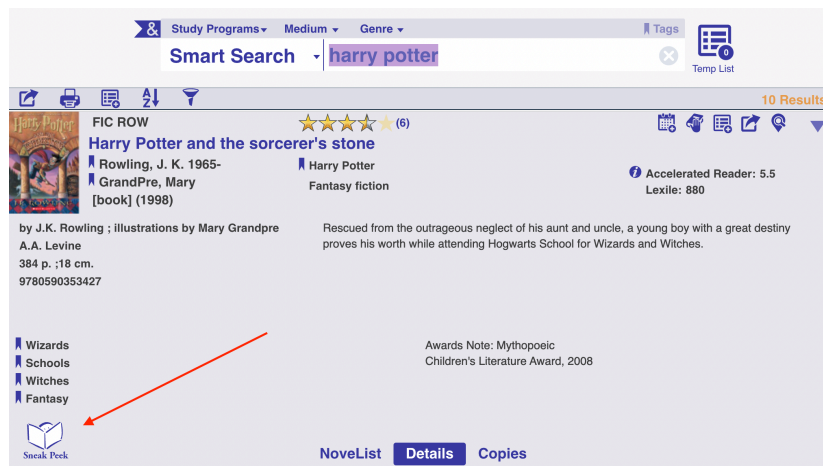 & Study Programs Medium Genre Tags
Smart Search harry potter
0
Temp List
A
Z
10 Results
Harry Potter
FIC ROW (6)
Harry Potter and the sorcerer's stone
Rowling, J. K. 1965-
GrandPre, Mary
[book] (1998)
Harry Potter
Fantasy fiction
i Accelerated Reader: 5.5
Lexile: 880
J.K. ROWLING
by J.K. Rowling ; illustrations by Mary Grandpre
A.A. Levine
384 p. ;18 cm.
9780590353427
Rescued from the outrageous neglect of his aunt and uncle, a young boy with a great destiny
proves his worth while attending Hogwarts School for Wizards and Witches.
Wizards
Schools
Witches
Fantasy
Awards Note: Mythopoeic
Children's Literature Award, 2008
Sneak Peek
NoveList Details Copies